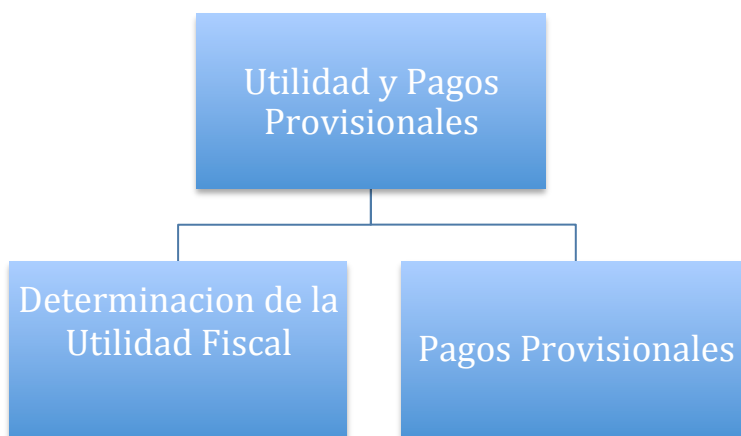 Utilidad y Pagos
Provisionales
Determinacion de la
Utilidad Fiscal
Pagos Provisionales